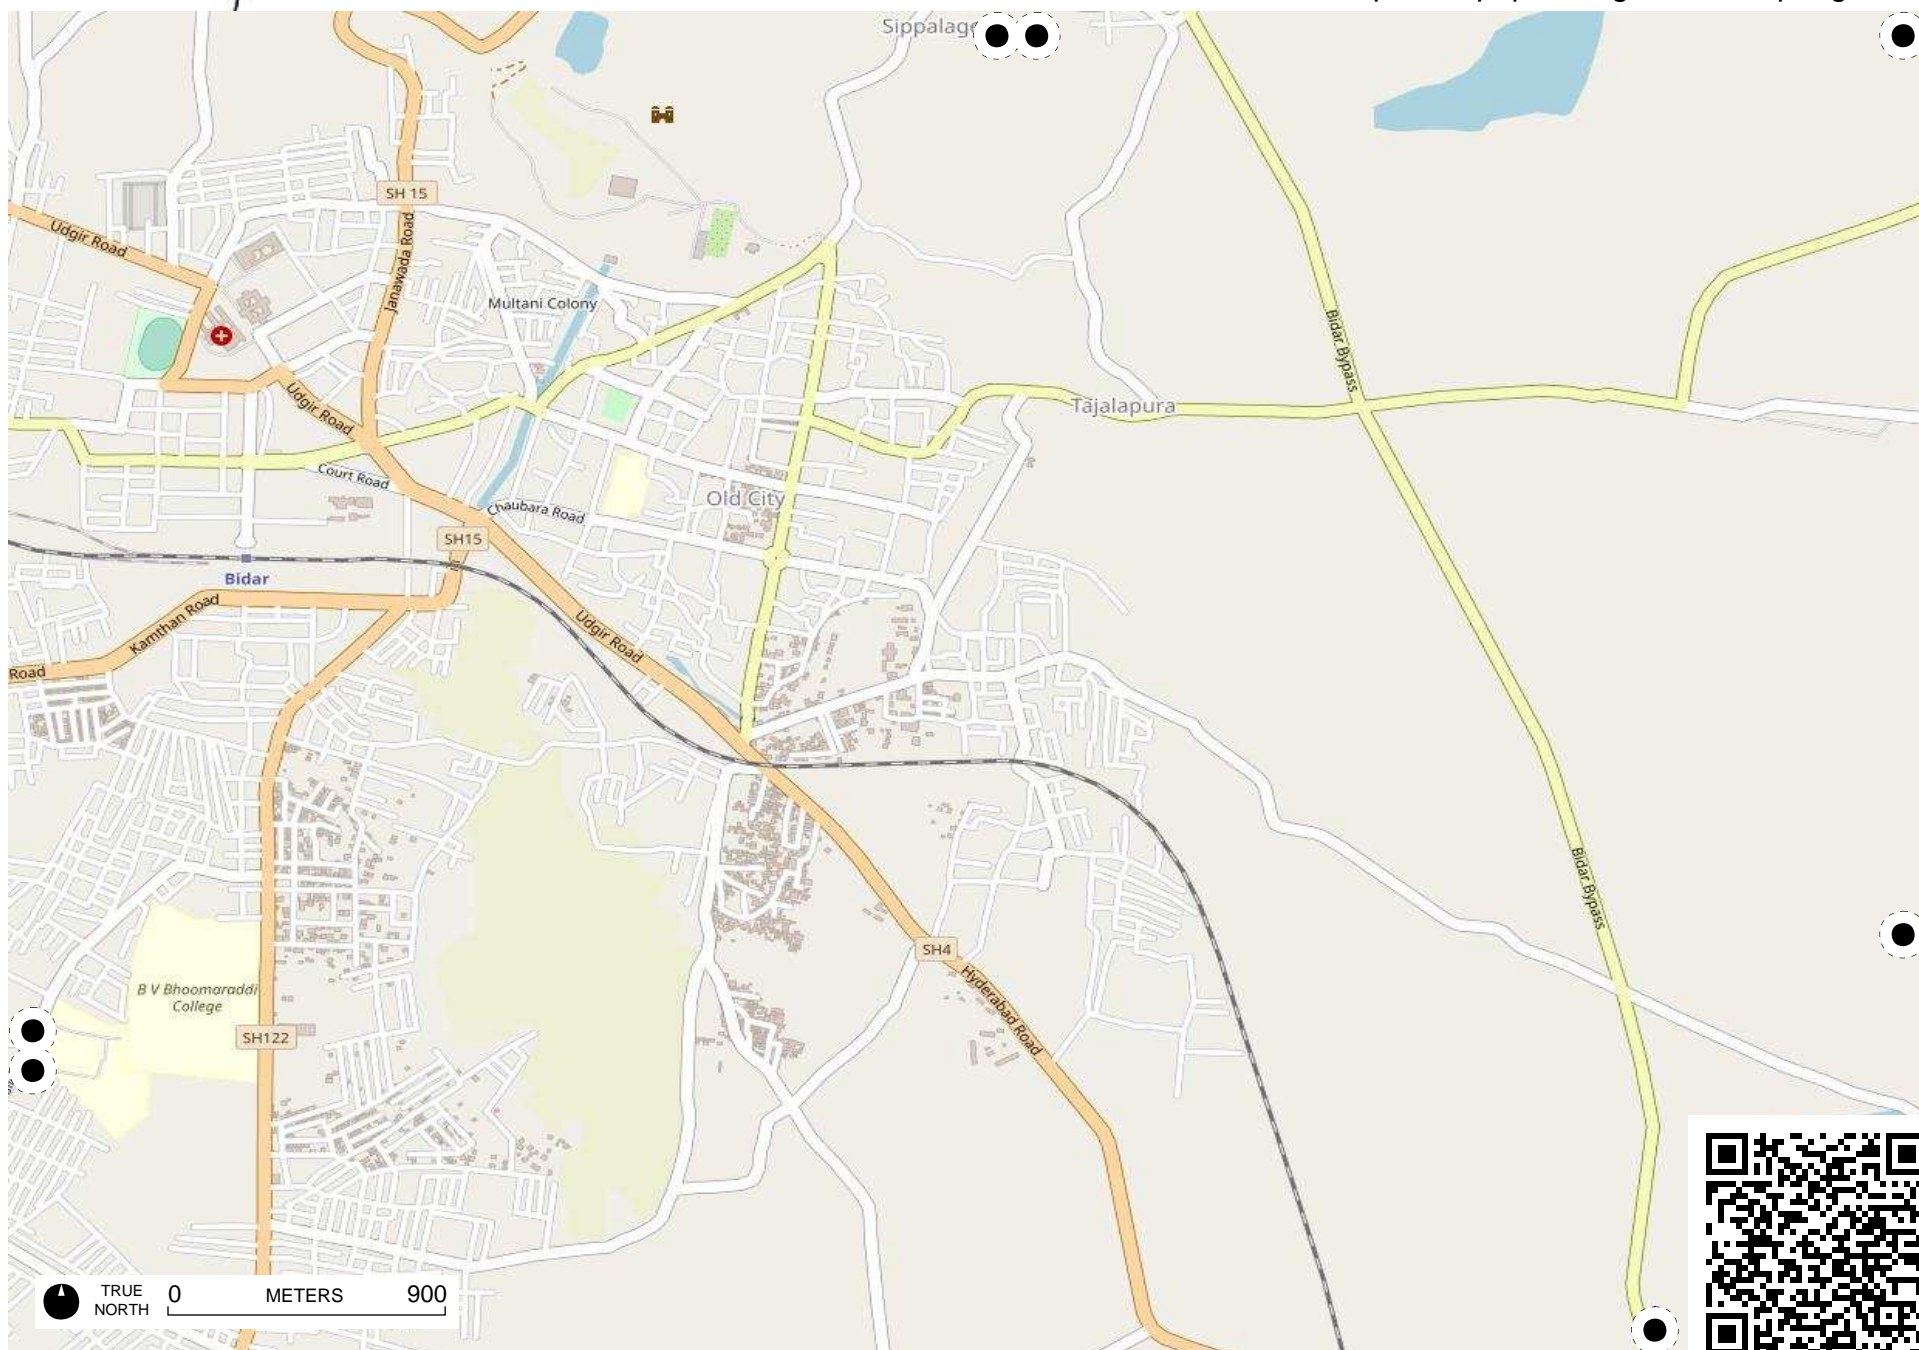 Sippalage
SH 15
Udgir Road
Janawada Road
Multani Colony
Bidar Bypass
Udgir Road
Tajalapura
Court Road
Old City
Chaubara Road
SH15
Bidar
Kamthan Road
Udgir Road
Road
Bidar Bypass
SH4
B V Bhoomaraddi
College
Hyderabad Road
SH122
TRUE
NORTH
0 METERS 900